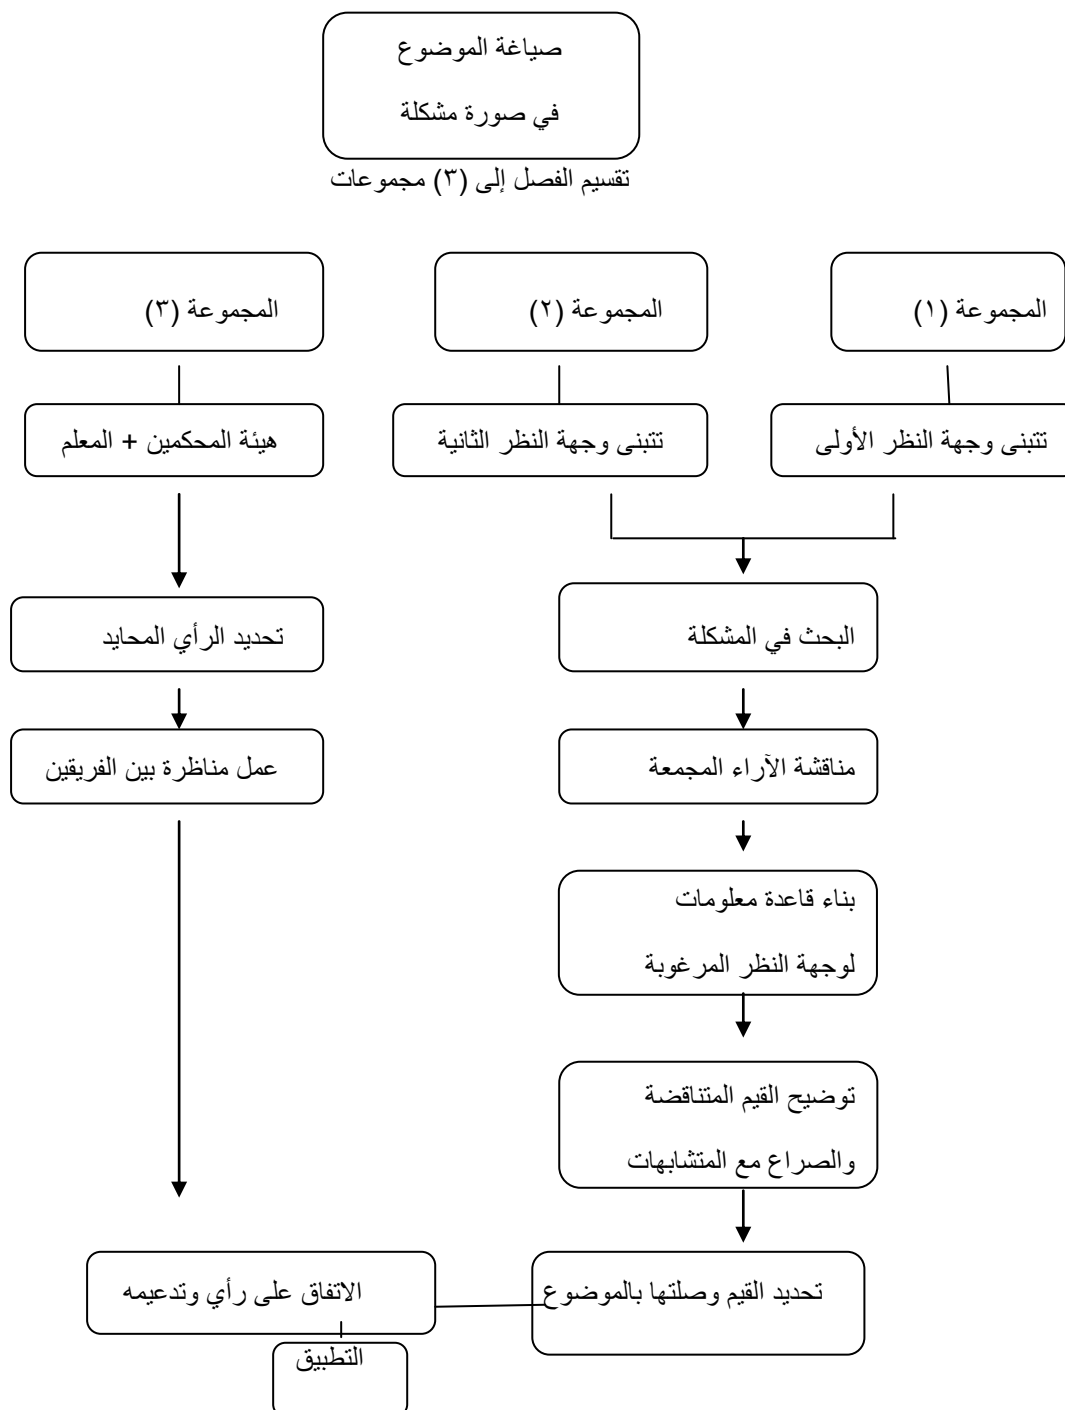 صياغة الموضوع
في صورة مشكلة
تقسيم الفصل إلى (٣) مجموعات
المجموعة (١)
المجموعة (٢)
المجموعة (٣)
تتبنى وجهة النظر الأولى
تتبنى وجهة النظر الثانية
هيئة المحكمين + المعلم
البحث في المشكلة
تحديد الرأي المحايد
مناقشة الآراء المجمعة
عمل مناظرة بين الفريقين
بناء قاعدة معلومات
لوجهة النظر المرغوبة
توضيح القيم المتناقضة
والصراع مع المتشابهات
تحديد القيم وصلتها بالموضوع
الاتفاق على رأي وتدعيمه
التطبيق